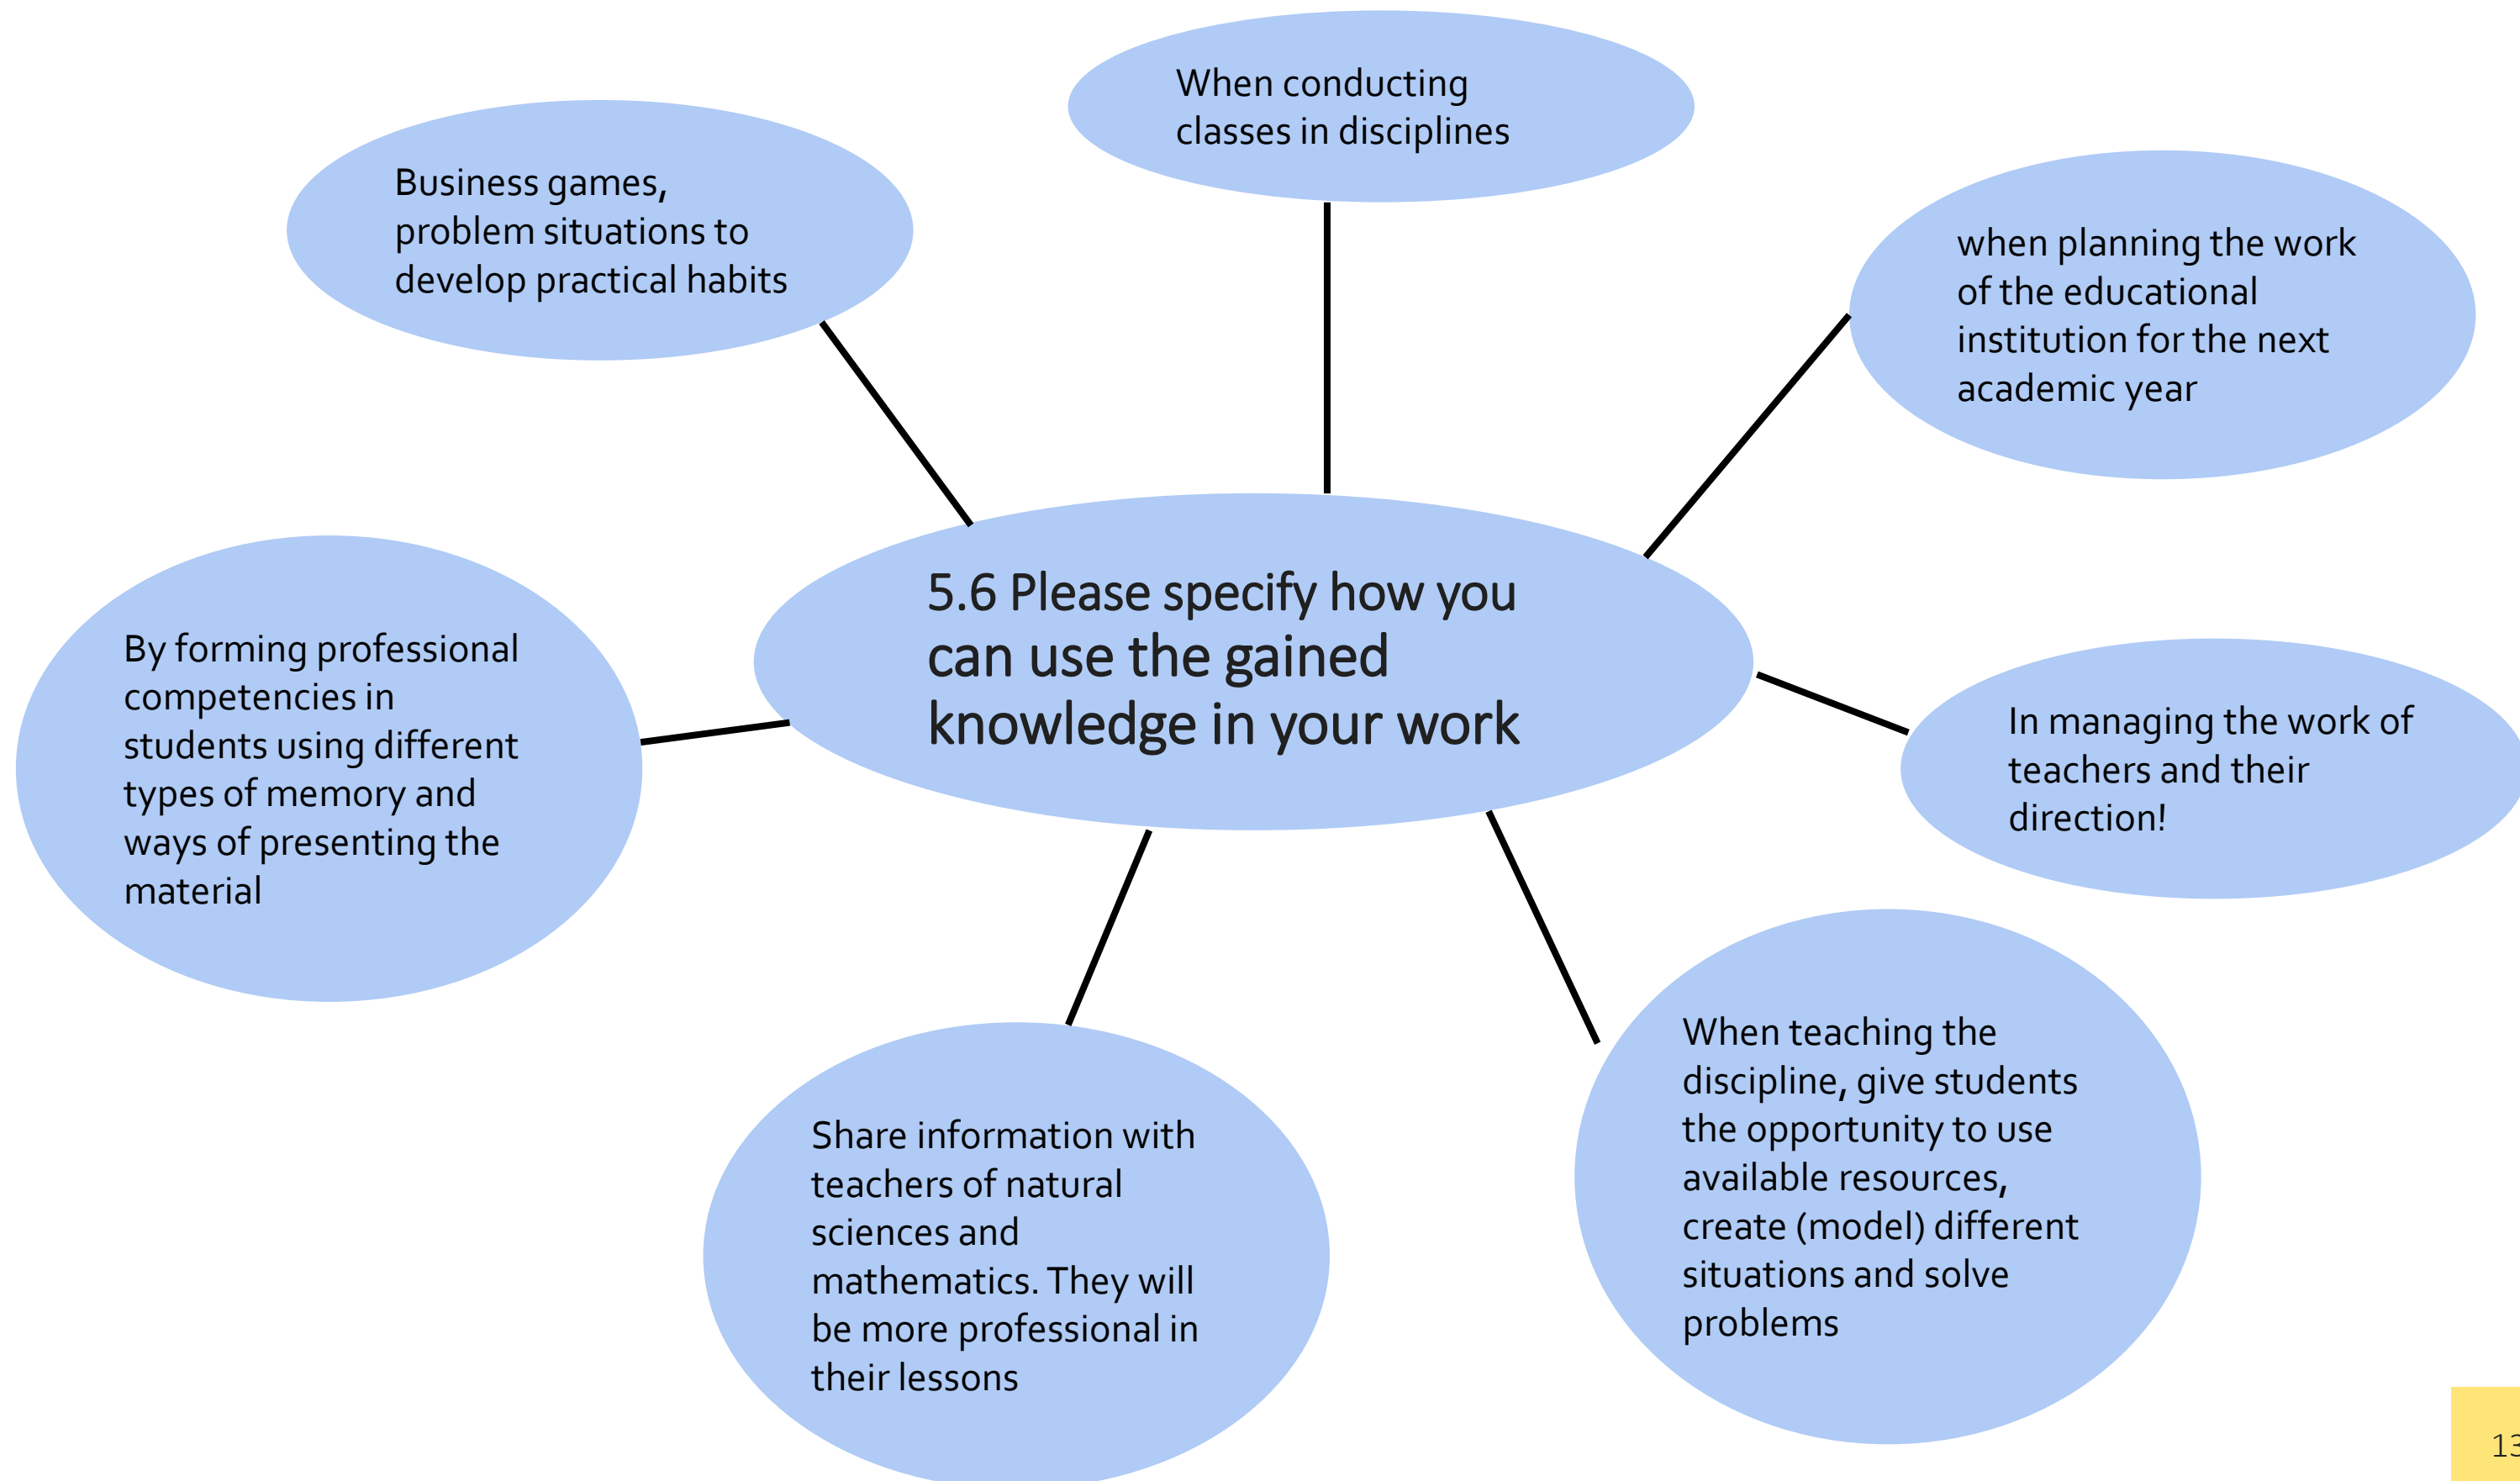 When conducting
classes in disciplines
Business games,
problem situations to
develop practical habits
when planning the work
of the educational
institution for the next
academic year
5.6 Please specify how you
can use the gained
knowledge in your work
By forming professional
competencies in
students using different
types of memory and
ways of presenting the
material
In managing the work of
teachers and their
direction!
When teaching the
discipline, give students
the opportunity to use
available resources,
create (model) different
situations and solve
problems
Share information with
teachers of natural
sciences and
mathematics. They will
be more professional in
their lessons
13